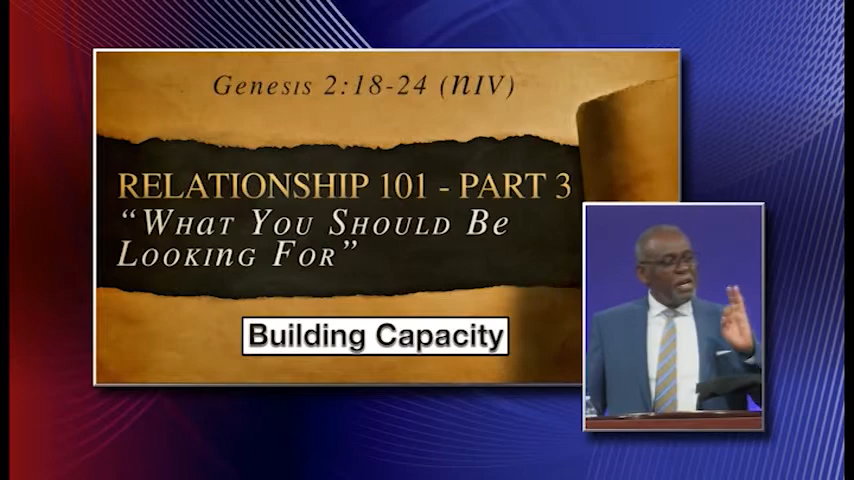 Genesis 2:18-24 (NIV)
RELATIONSHIP 101 - PART 3
“What You Should Be
Looking For”
Building Capacity